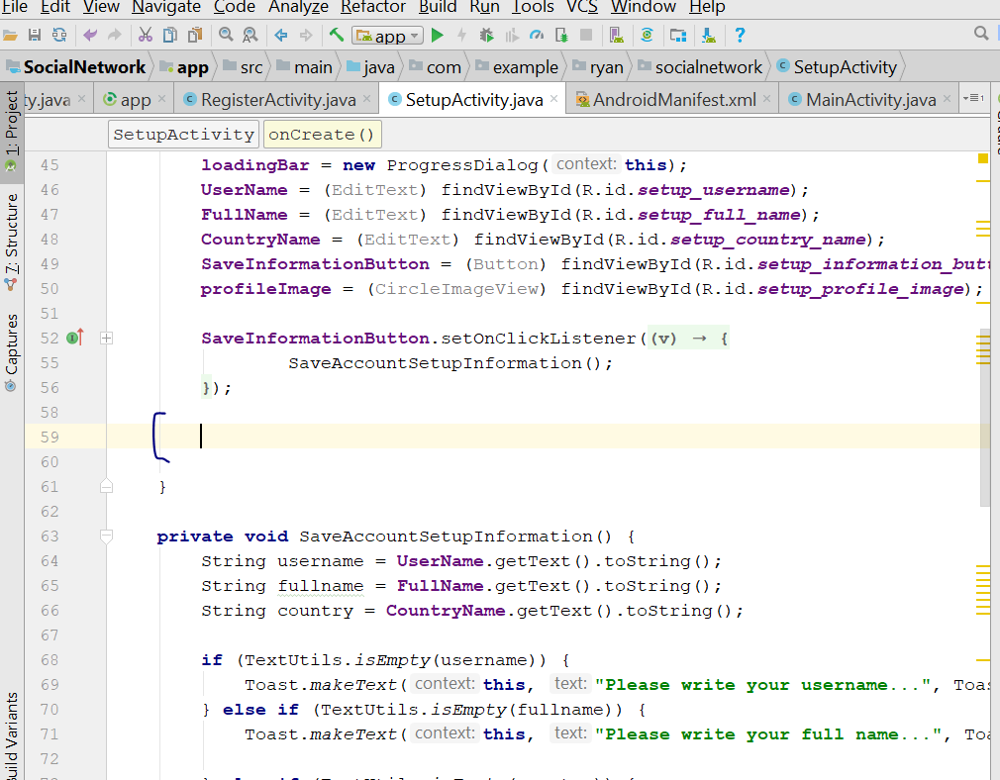 File Edit View Navigate Code Analyze Refactor Build Run Tools VCS Window Help
app
SocialNetwork app src main java com example ryan socialnetwork SetupActivity
ty.java app RegisterActivity.java SetupActivity.java AndroidManifest.xml MainActivity.java
1: Project
7: Structure
Captures
Build Variants
SetupActivity onCreate()
45 loadingBar = new ProgressDialog( context: this);
46 UserName = (EditText) findViewById(R.id.setup_username);
47 FullName = (EditText) findViewById(R.id.setup_full_name);
48 CountryName = (EditText) findViewById(R.id.setup_country_name);
49 SaveInformationButton = (Button) findViewById(R.id.setup_information_butt
50 profileImage = (CircleImageView) findViewById(R.id.setup_profile_image);
51
52 SaveInformationButton.setOnClickListener((v) → {
55 SaveAccountSetupInformation();
56 });
58
59
60
61 }
62
63 private void SaveAccountSetupInformation() {
64 String username = UserName.getText().toString();
65 String fullname = FullName.getText().toString();
66 String country = CountryName.getText().toString();
67
68 if (TextUtils.isEmpty(username)) {
69 Toast.makeText( context: this, text: "Please write your username...", Toas
70 } else if (TextUtils.isEmpty(fullname)) {
71 Toast.makeText( context: this, text: "Please write your full name...", Toa
72